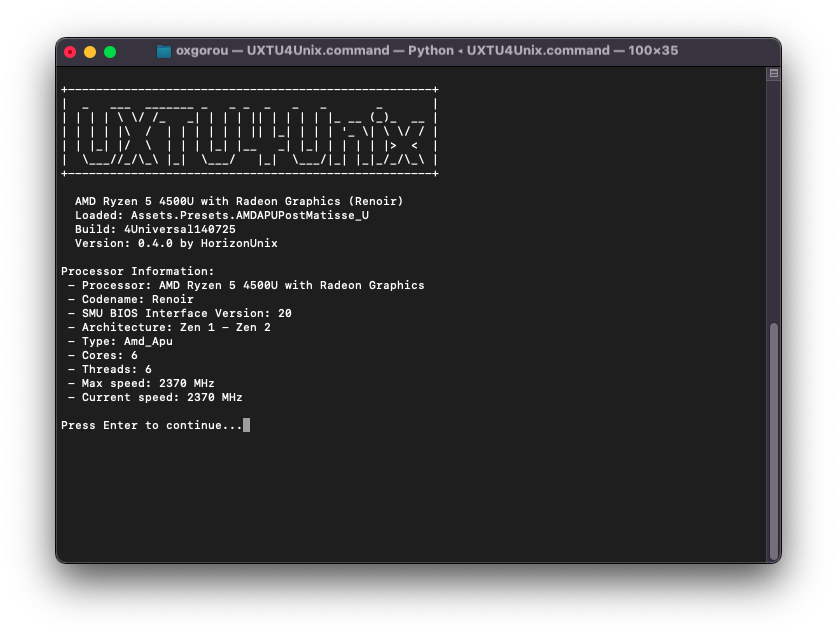 oxgorou — UXTU4Unix.command — Python ◂ UXTU4Unix.command — 100×35
UXTU4Unix
AMD Ryzen 5 4500U with Radeon Graphics (Renoir)
Loaded: Assets.Presets.AMDAPUPostMatisse_U
Build: 4Universal140725
Version: 0.4.0 by HorizonUnix
Processor Information:
- Processor: AMD Ryzen 5 4500U with Radeon Graphics
- Codename: Renoir
- SMU BIOS Interface Version: 20
- Architecture: Zen 1 - Zen 2
- Type: Amd_Apu
- Cores: 6
- Threads: 6
- Max speed: 2370 MHz
- Current speed: 2370 MHz
Press Enter to continue...